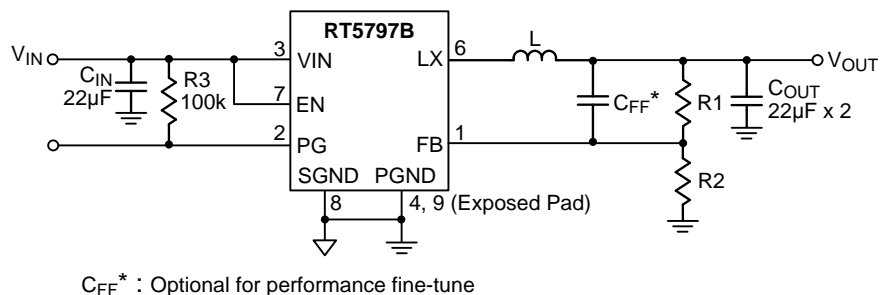 RT5797B
VIN
CIN
22µF
R3
100k
3
VIN
7
EN
2
PG
LX
6
L
CFF*
R1
COUT
22µF x 2
VOUT
FB
1
R2
SGND
PGND
8
4, 9 (Exposed Pad)
CFF* : Optional for performance fine-tune